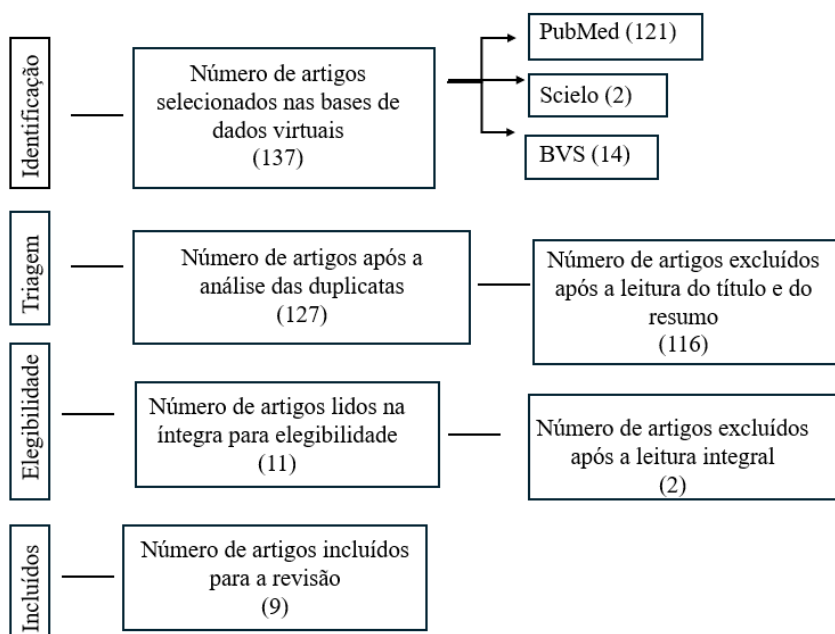 Identificação
Número de artigos
selecionados nas bases de
dados virtuais
(137)
PubMed (121)
Scielo (2)
BVS (14)
Triagem
Número de artigos após a
análise das duplicatas
(127)
Número de artigos excluídos
após a leitura do título e do
resumo
(116)
Elegibilidade
Número de artigos lidos na
íntegra para elegibilidade
(11)
Número de artigos excluídos
após a leitura integral
(2)
Incluídos
Número de artigos incluídos
para a revisão
(9)